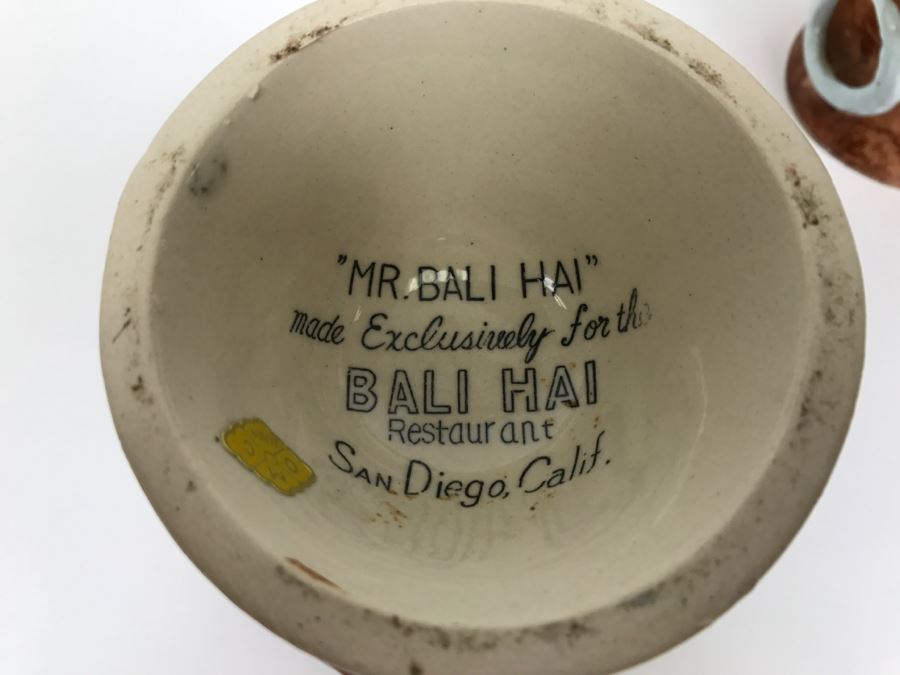 "MR. BALI HAI"
made Exclusively for the
BALI HAI
Restaurant
SAN Diego, Calif.